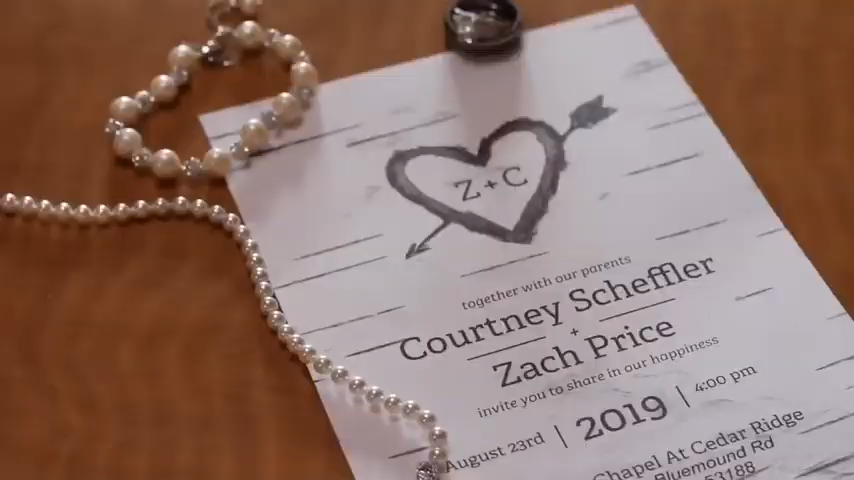 Z+C
together with our parents
Courtney Scheffler
+
Zach Price
invite you to share in our happiness
August 23rd | 2019 | 4:00 pm
Chapel At Cedar Ridge
Bluemound Rd
53188